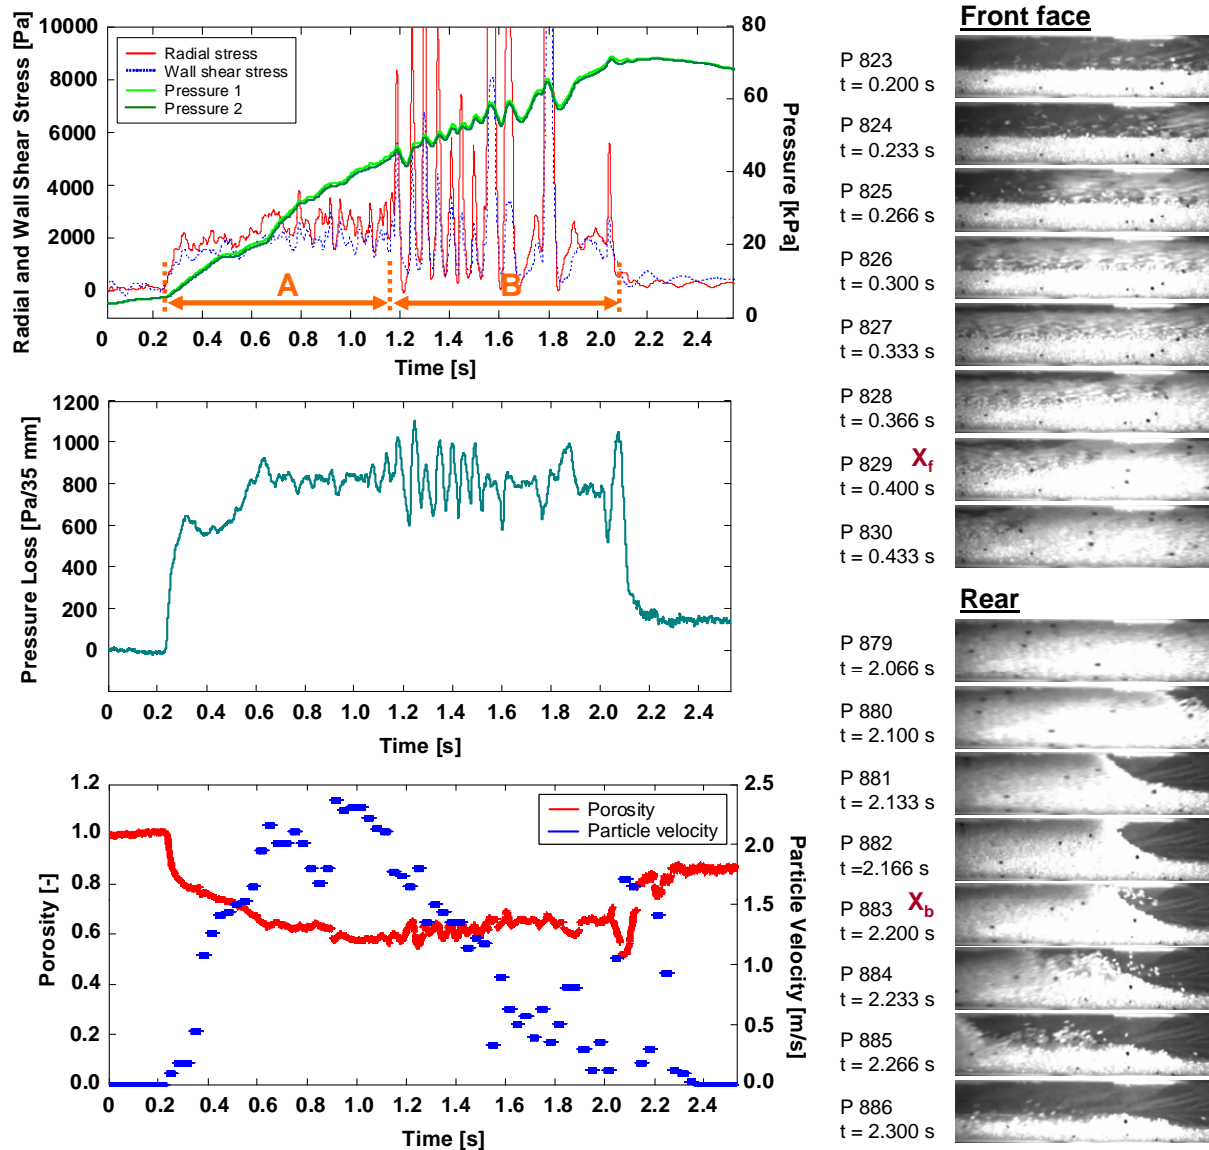 Radial and Wall Shear Stress [Pa]
10000
8000
6000
4000
2000
0
Radial stress
Wall shear stress
Pressure 1
Pressure 2
A
B
80
60
40
20
0
Pressure [kPa]
0 0.2 0.4 0.6 0.8 1.0 1.2 1.4 1.6 1.8 2.0 2.2 2.4
Time [s]
Pressure Loss [Pa/35 mm]
1200
1000
800
600
400
200
0
0 0.2 0.4 0.6 0.8 1.0 1.2 1.4 1.6 1.8 2.0 2.2 2.4
Time [s]
Porosity [-]
1.2
1.0
0.8
0.6
0.4
0.2
0.0
Porosity
Particle velocity
2.5
2.0
1.5
1.0
0.5
0.0
Particle Velocity [m/s]
0 0.2 0.4 0.6 0.8 1.0 1.2 1.4 1.6 1.8 2.0 2.2 2.4
Time [s]
Front face
P 823
t = 0.200 s
P 824
t = 0.233 s
P 825
t = 0.266 s
P 826
t = 0.300 s
P 827
t = 0.333 s
P 828
t = 0.366 s
P 829 Xf
t = 0.400 s
P 830
t = 0.433 s
Rear
P 879
t = 2.066 s
P 880
t = 2.100 s
P 881
t = 2.133 s
P 882
t =2.166 s
P 883 Xb
t = 2.200 s
P 884
t = 2.233 s
P 885
t = 2.266 s
P 886
t = 2.300 s